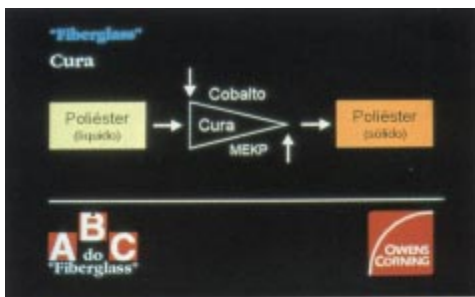 "Fiberglass"
Cura
Cobalto
Poliéster
(líquido)
Cura
MEKP
Poliéster
(sólido)
A B C
do
"Fiberglass"
OWENS
CORNING